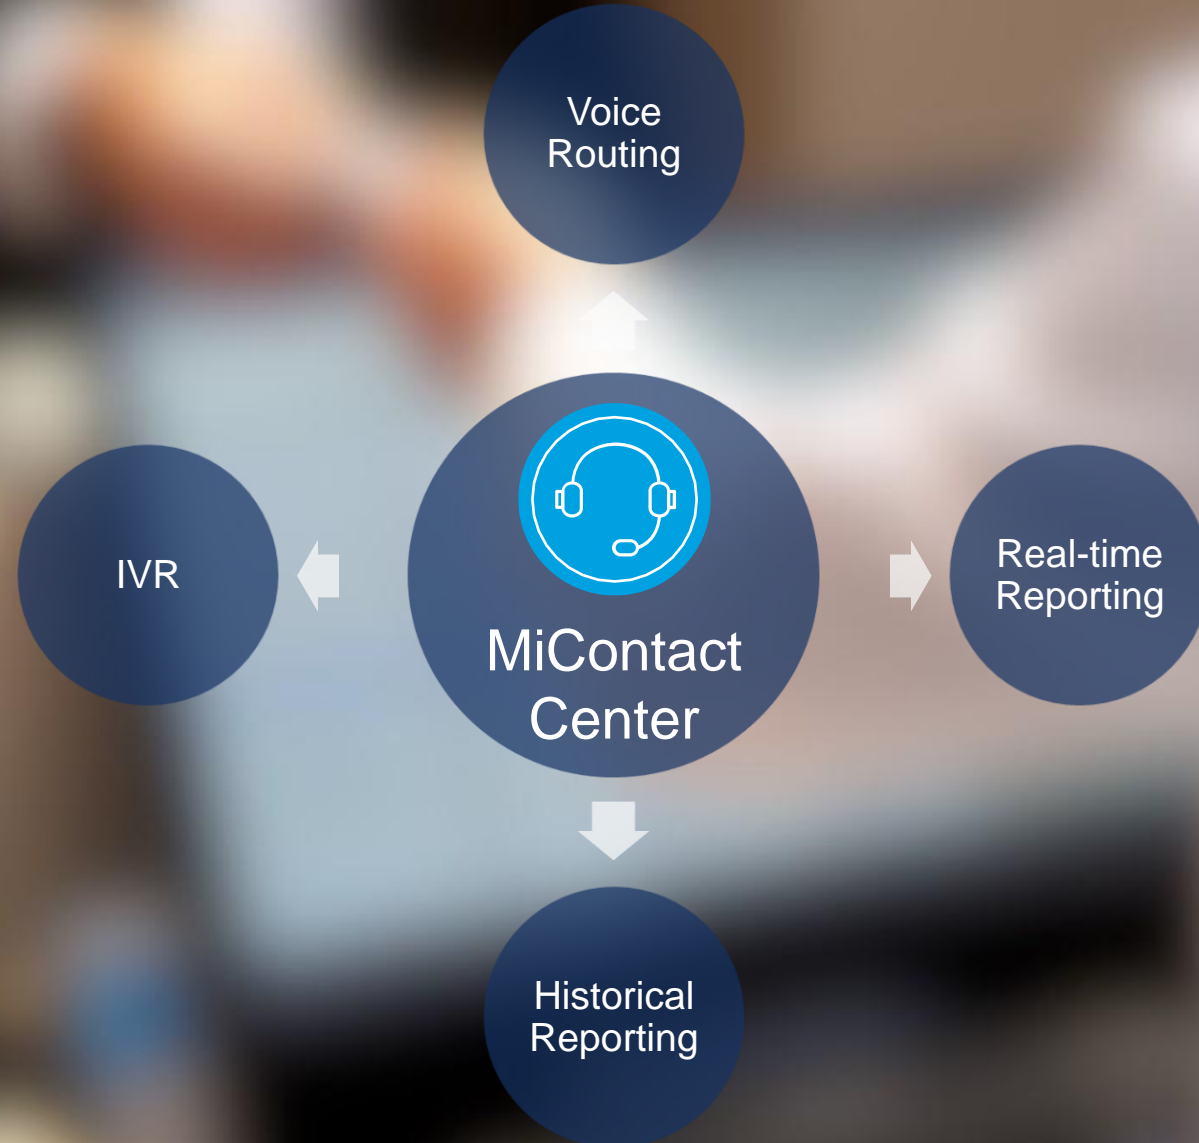 Voice
Routing
IVR
MiContact
Center
Real-time
Reporting
Historical
Reporting